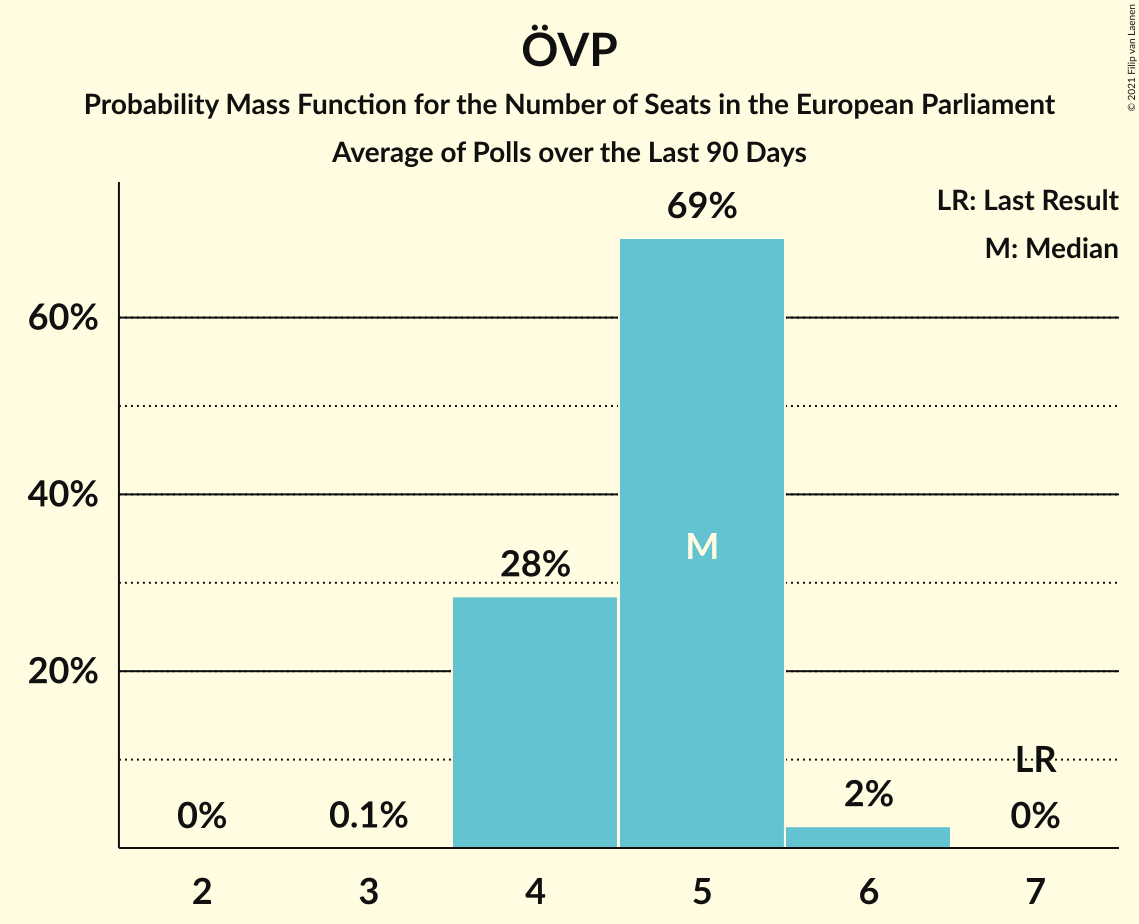 ÖVP
Probability Mass Function for the Number of Seats in the European Parliament
Average of Polls over the Last 90 Days
© 2021 Filip van Laenen
LR: Last Result
M: Median
69%
60%
40%
M
28%
20%
LR
2%
0%
0.1%
0%
2 3 4 5 6 7